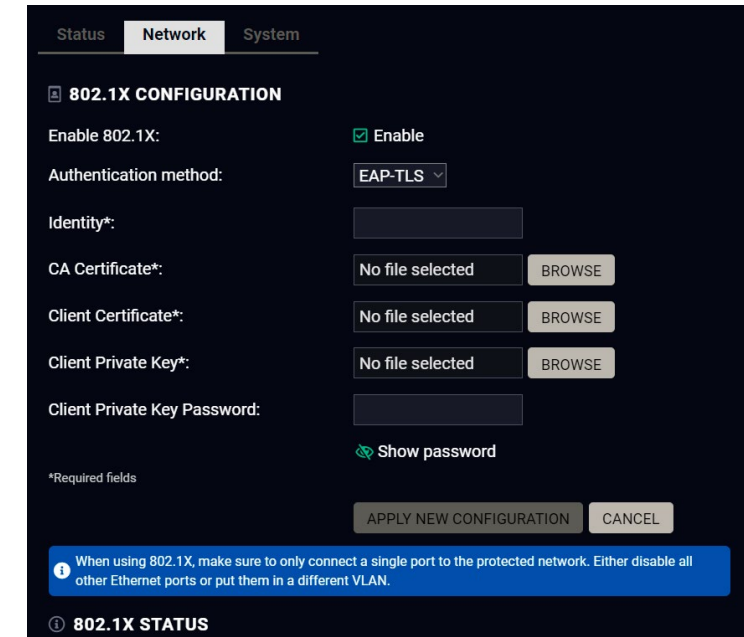 Status Network System
802.1X CONFIGURATION
Enable 802.1X: Enable
Authentication method: EAP-TLS
Identity*:
CA Certificate*: No file selected BROWSE
Client Certificate*: No file selected BROWSE
Client Private Key*: No file selected BROWSE
Client Private Key Password:
Show password
*Required fields
APPLY NEW CONFIGURATION CANCEL
When using 802.1X, make sure to only connect a single port to the protected network. Either disable all
other Ethernet ports or put them in a different VLAN.
802.1X STATUS